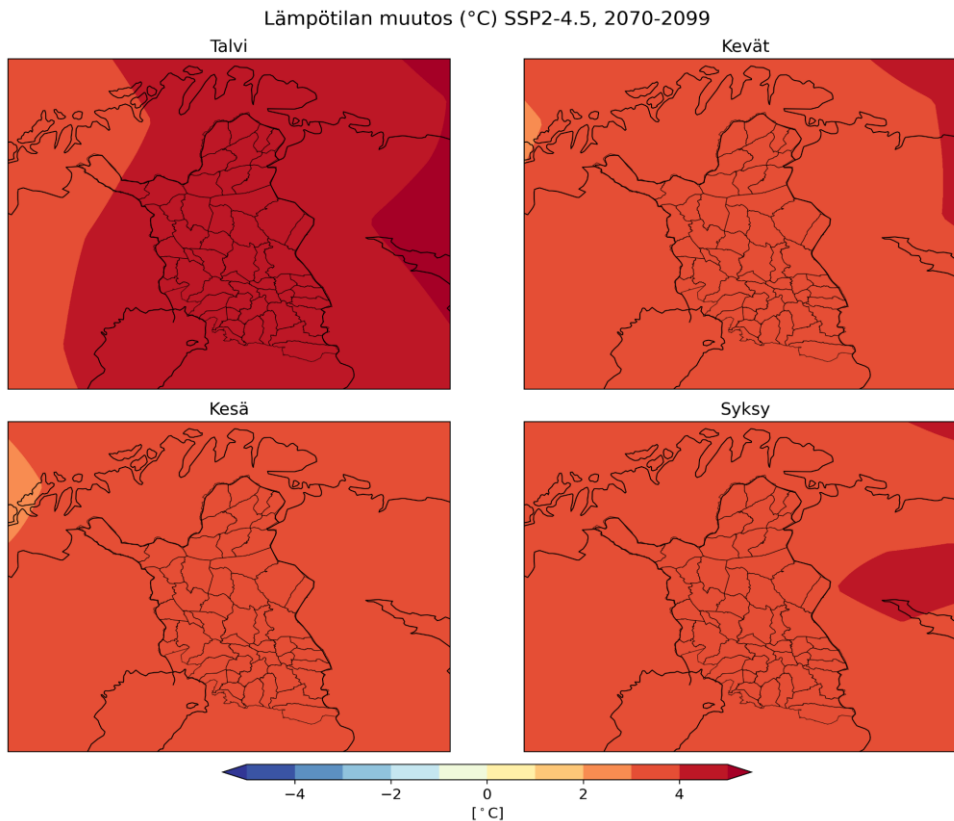 Lämpötilan muutos (°C) SSP2-4.5, 2070-2099
Talvi
Kevät
Kesä
Syksy
−4 −2 0 2 4
[°C]